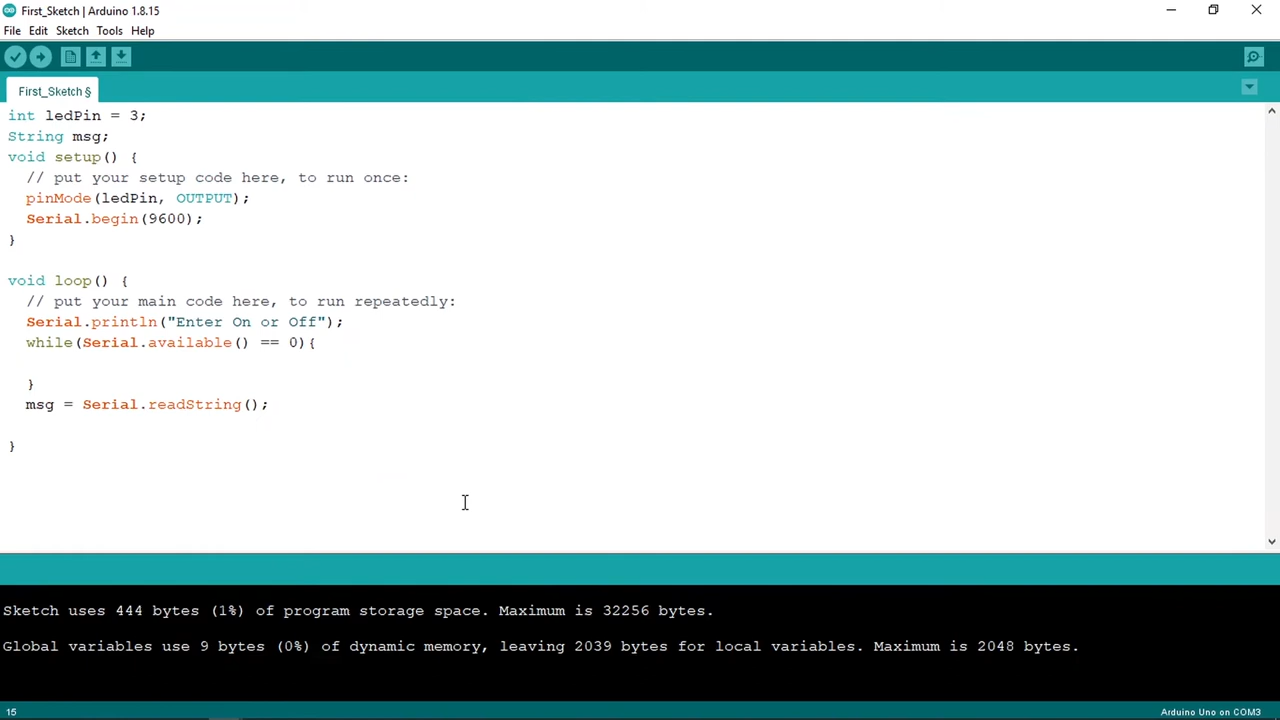 First_Sketch | Arduino 1.8.15
File Edit Sketch Tools Help
First_Sketch §
int ledPin = 3;
String msg;
void setup() {
  // put your setup code here, to run once:
  pinMode(ledPin, OUTPUT);
  Serial.begin(9600);
}
void loop() {
  // put your main code here, to run repeatedly:
  Serial.println("Enter On or Off");
  while(Serial.available() == 0){
  }
  msg = Serial.readString();
}
Sketch uses 444 bytes (1%) of program storage space. Maximum is 32256 bytes.
Global variables use 9 bytes (0%) of dynamic memory, leaving 2039 bytes for local variables. Maximum is 2048 bytes.
15 Arduino Uno on COM3